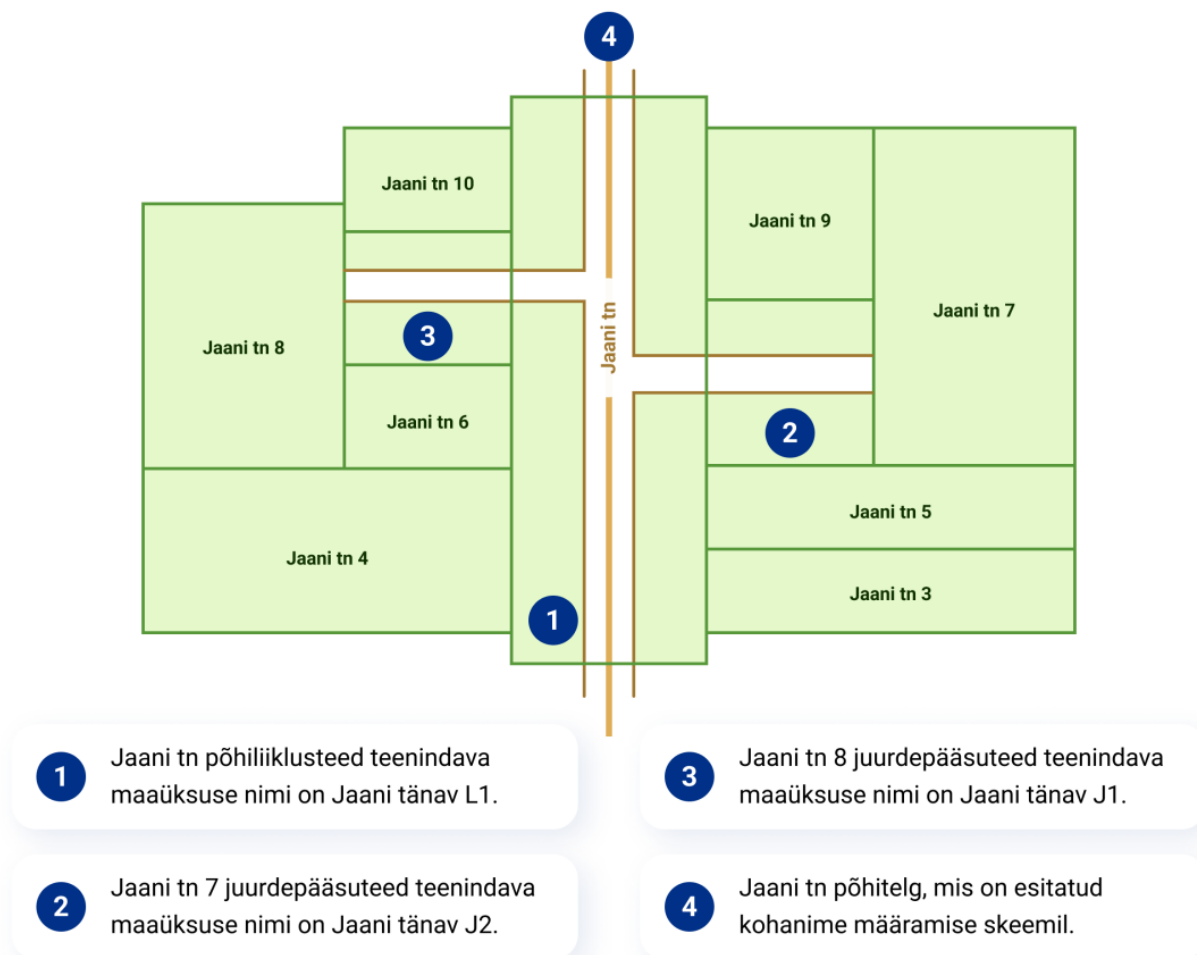 4
Jaani tn 10
Jaani tn 9
Jaani tn 7
Jaani tn
3
Jaani tn 8
Jaani tn 6
2
Jaani tn 5
Jaani tn 4
Jaani tn 3
1
1
Jaani tn põhiliiklusteed teenindava
maaüksuse nimi on Jaani tänav L1.
3
Jaani tn 8 juurdepääsuteed teenindava
maaüksuse nimi on Jaani tänav J1.
2
Jaani tn 7 juurdepääsuteed teenindava
maaüksuse nimi on Jaani tänav J2.
4
Jaani tn põhitelg, mis on esitatud
kohanime määramise skeemil.